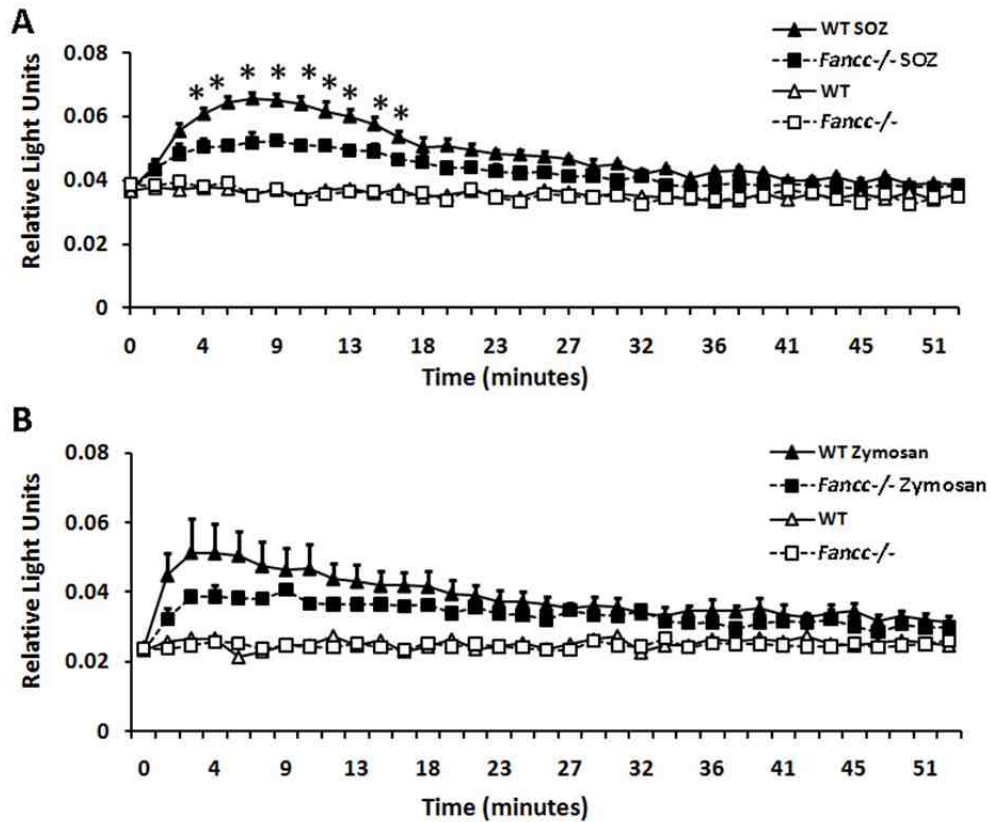 A
WT SOZ
Fancc-/- SOZ
WT
Fancc-/-
0.08
0.06
0.04
0.02
0
Relative Light Units
* * * * * * * * *
0 4 9 13 18 23 27 32 36 41 45 51
Time (minutes)
B
WT Zymosan
Fancc-/- Zymosan
WT
Fancc-/-
0.08
0.06
0.04
0.02
0
Relative Light Units
0 4 9 13 18 23 27 32 36 41 45 51
Time (minutes)